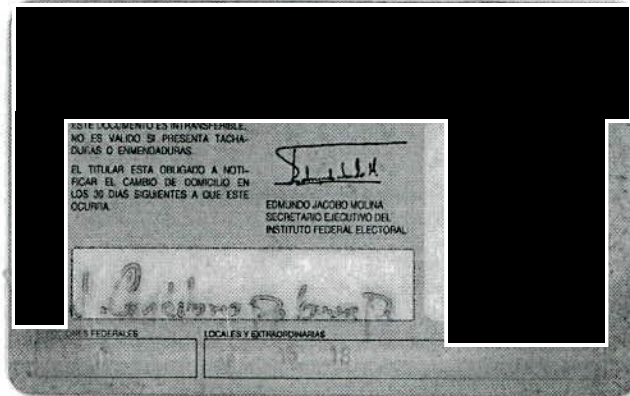 ESTE DOCUMENTO ES INTRANSFERIBLE.
NO ES VALIDO SI PRESENTA TACHA-
DURAS O ENMENDADURAS.
EL TITULAR ESTA OBLIGADO A NOTI-
FICAR EL CAMBIO DE DOMICILIO EN
LOS 30 DIAS SIGUIENTES A QUE ESTE
OCURRA.
EDMUNDO JACOBO MOLINA
SECRETARIO EJECUTIVO DEL
INSTITUTO FEDERAL ELECTORAL
FEDERALES
LOCALES Y EXTRAORDINARIAS